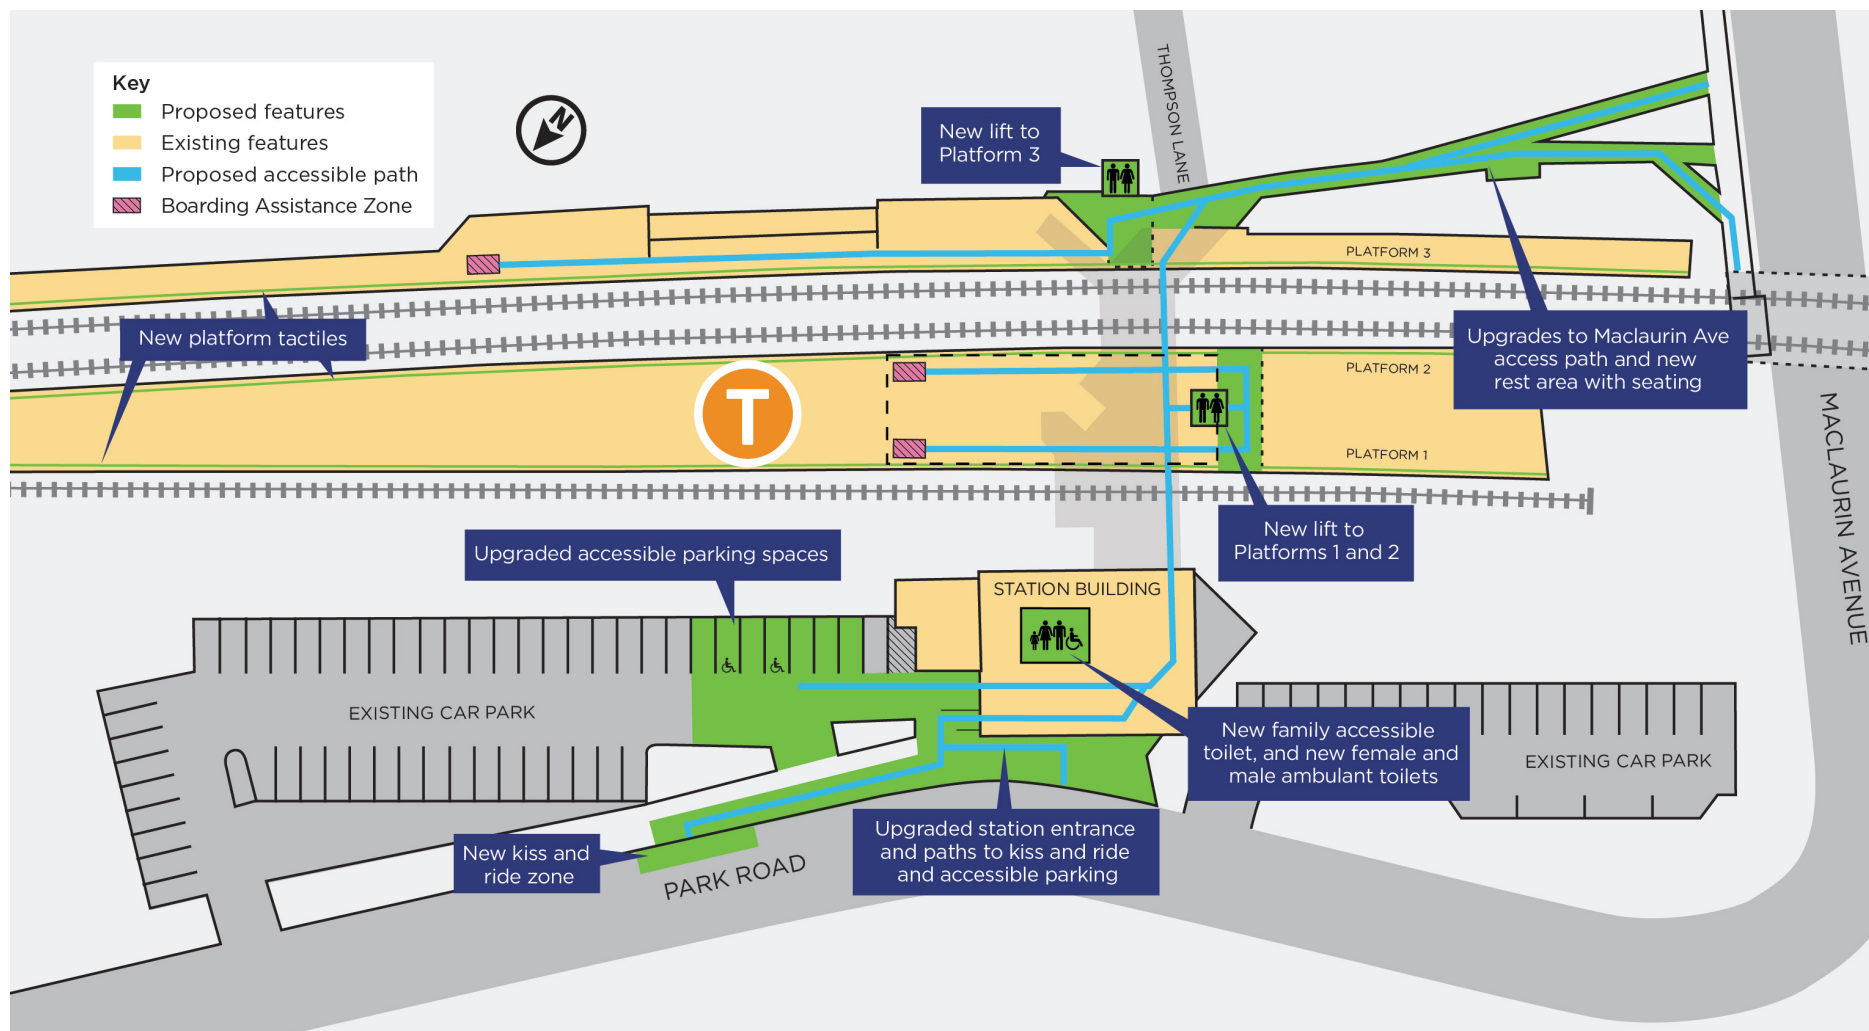 Key
Proposed features
Existing features
Proposed accessible path
Boarding Assistance Zone
N
THOMPSON LANE
New lift to
Platform 3
PLATFORM 3
New platform tactiles
T
PLATFORM 2
PLATFORM 1
Upgrades to Maclaurin Ave
access path and new
rest area with seating
MACLAURIN AVENUE
New lift to
Platforms 1 and 2
Upgraded accessible parking spaces
STATION BUILDING
EXISTING CAR PARK
New family accessible
toilet, and new female and
male ambulant toilets
EXISTING CAR PARK
Upgraded station entrance
and paths to kiss and ride
and accessible parking
New kiss and
ride zone
PARK ROAD